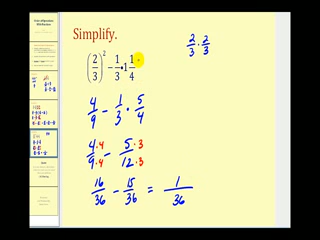 Simplify.
(2/3)² − 1/3 • 1 1/4
2/3 · 2/3
4/9 − 1/3 · 5/4
4·4/9·4 − 5·3/12·3
16/36 − 15/36 = 1/36